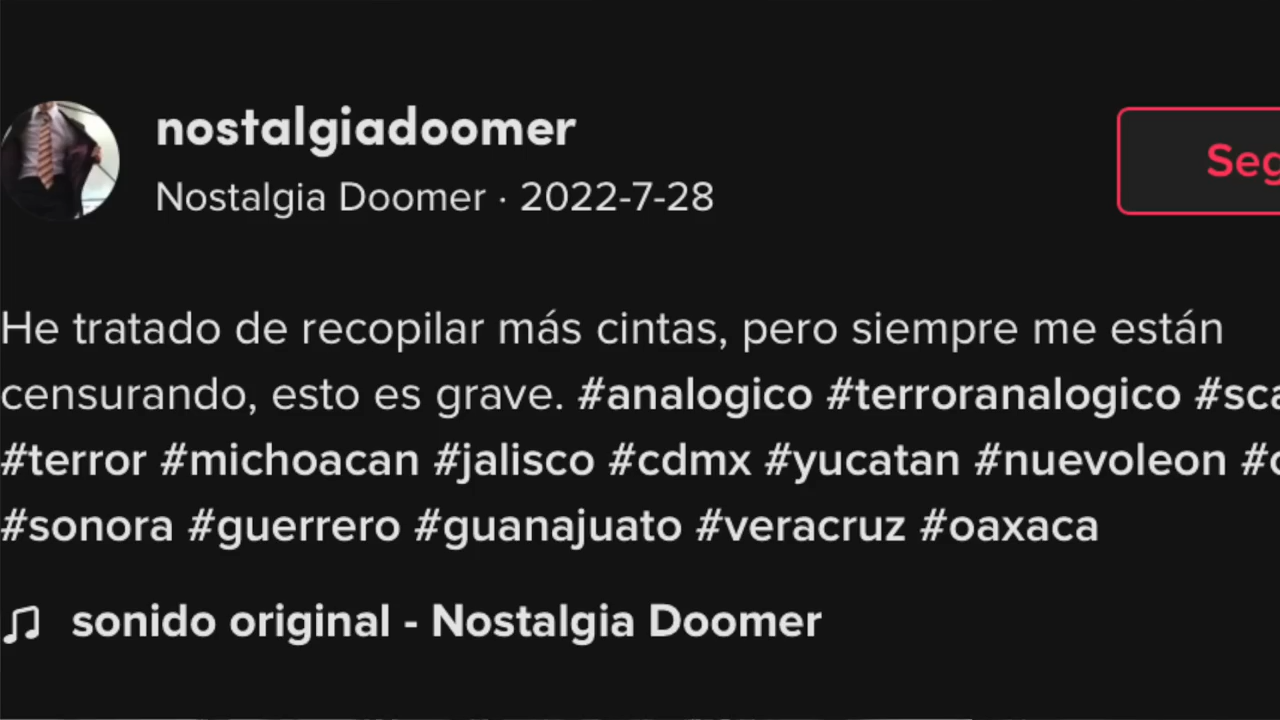 nostalgiadoomer
Nostalgia Doomer · 2022-7-28
He tratado de recopilar más cintas, pero siempre me están
censurando, esto es grave. #analogico #terroranalogico
#terror #michoacan #jalisco #cdmx #yucatan #nuevoleon
#sonora #guerrero #guanajuato #veracruz #oaxaca
sonido original - Nostalgia Doomer